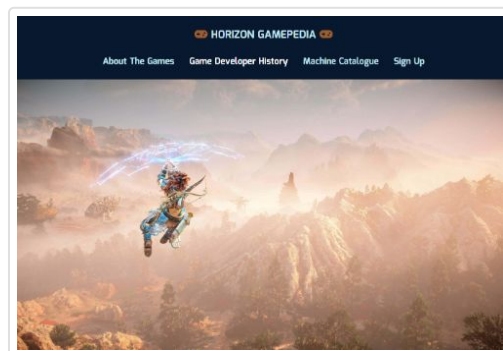 HORIZON GAMEPEDIA
About The Games Game Developer History Machine Catalogue Sign Up